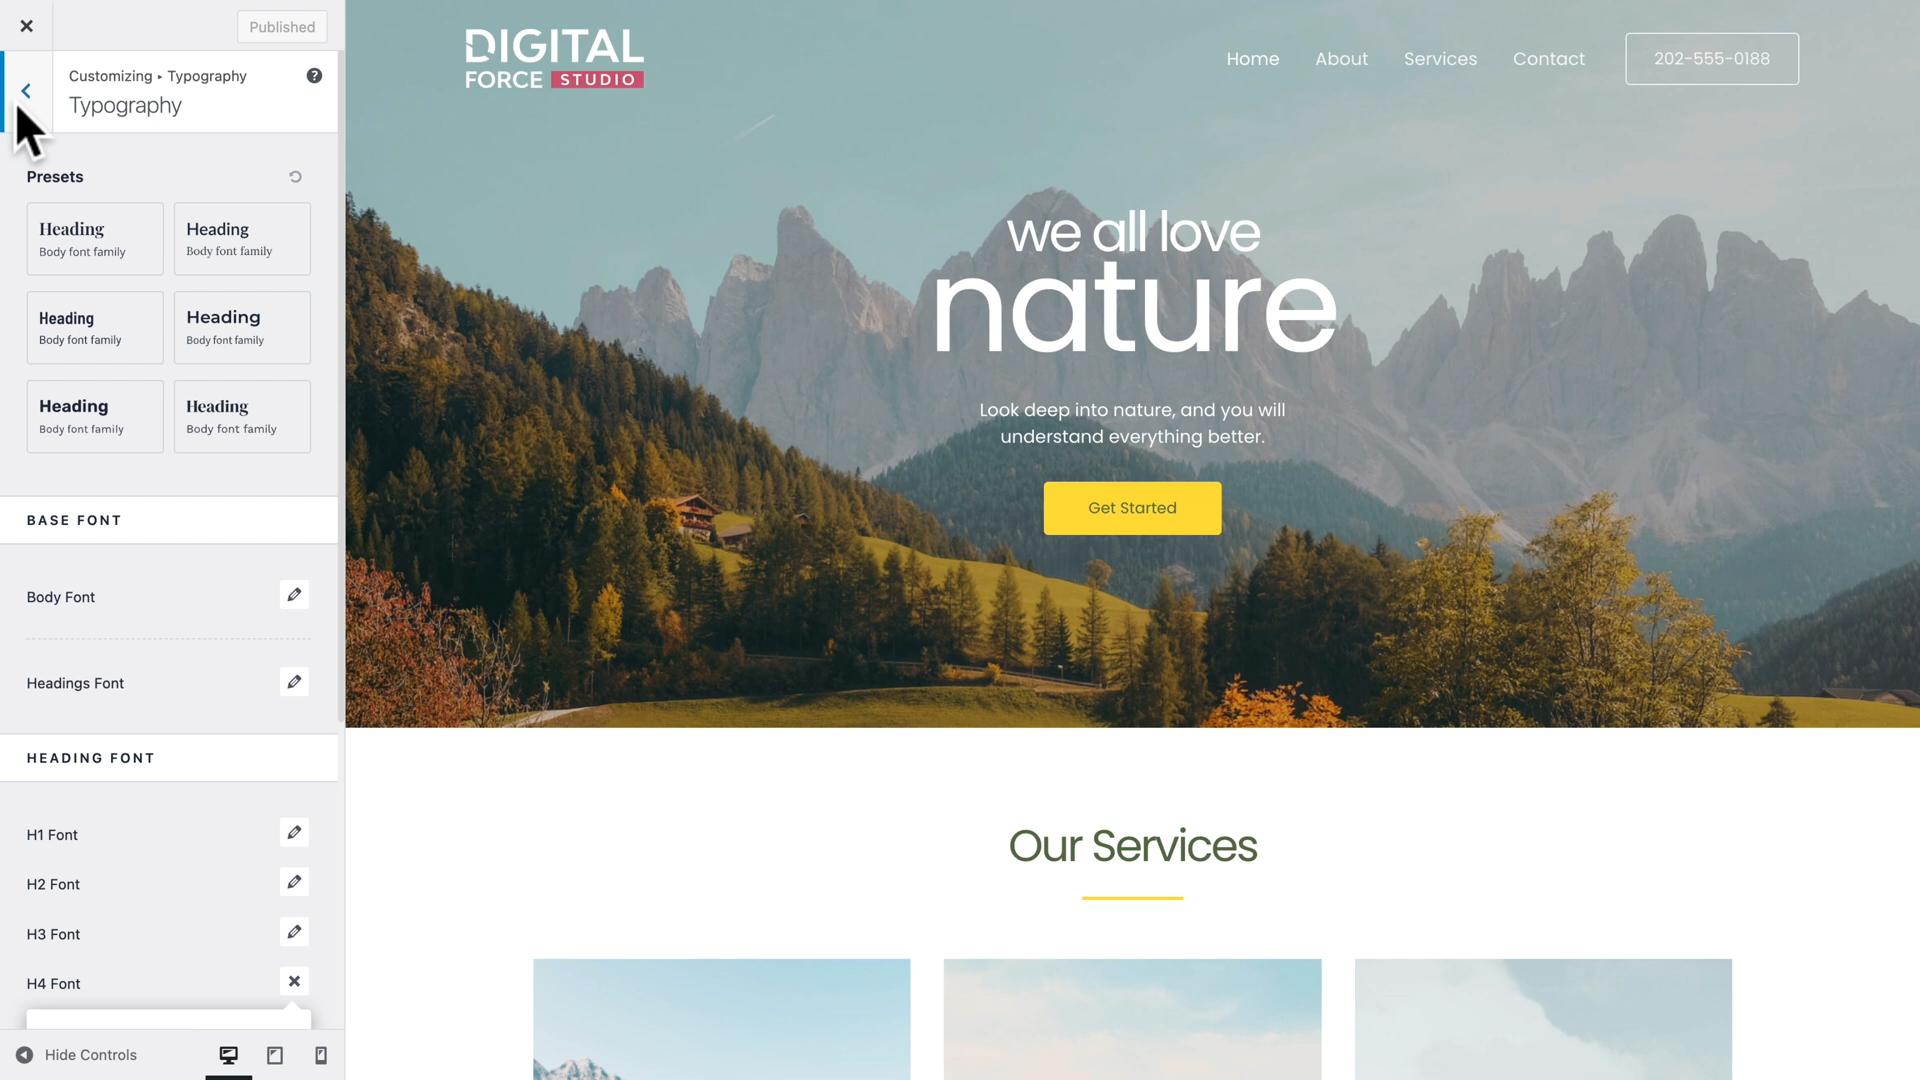 Published
Customizing ▸ Typography
Typography
Presets
Heading
Body font family
Heading
Body font family
Heading
Body font family
Heading
Body font family
Heading
Body font family
Heading
Body font family
BASE FONT
Body Font
Headings Font
HEADING FONT
H1 Font
H2 Font
H3 Font
H4 Font
Hide Controls
DIGITAL
FORCE STUDIO
Home About Services Contact 202-555-0188
we all love
nature
Look deep into nature, and you will
understand everything better.
Get Started
Our Services